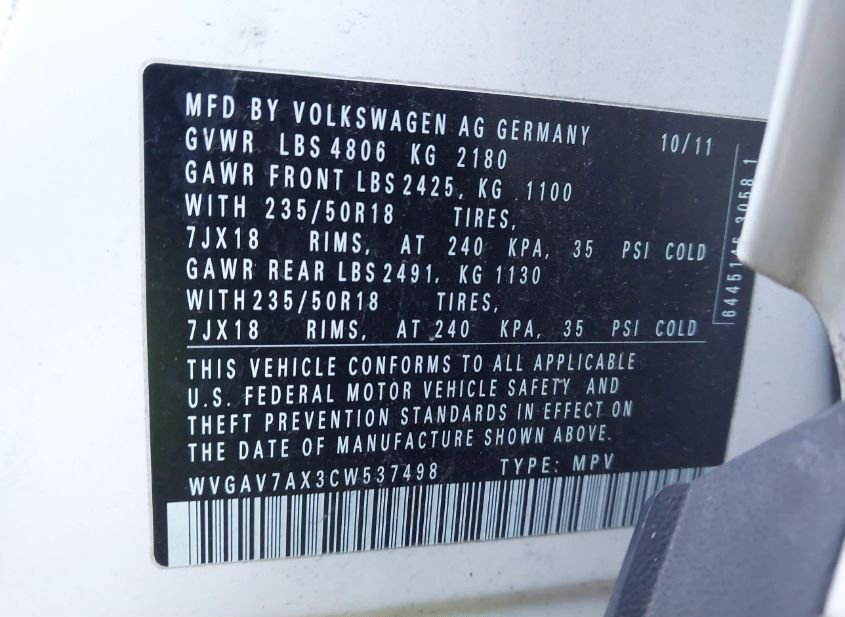 MFD BY VOLKSWAGEN AG GERMANY 10/11
GVWR LBS 4806 KG 2180
GAWR FRONT LBS 2425, KG 1100
WITH 235/50R18 TIRES,
7JX18 RIMS, AT 240 KPA, 35 PSI COLD
GAWR REAR LBS 2491, KG 1130
WITH 235/50R18 TIRES,
7JX18 RIMS, AT 240 KPA, 35 PSI COLD
THIS VEHICLE CONFORMS TO ALL APPLICABLE
U.S. FEDERAL MOTOR VEHICLE SAFETY AND
THEFT PREVENTION STANDARDS IN EFFECT ON
THE DATE OF MANUFACTURE SHOWN ABOVE.
WVGAV7AX3CW537498 TYPE: MPV